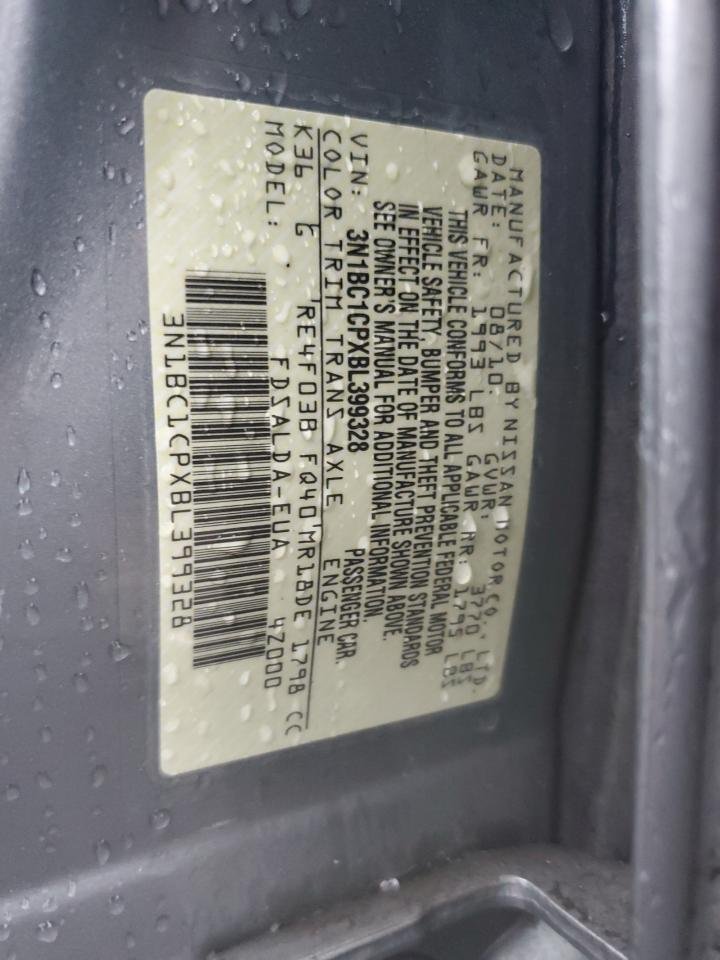 MANUFACTURED BY NISSAN MOTOR CO., LTD.
DATE: 08/10. GVWR: 3770 LBS
GAWR FR: 1993 LBS GAWR RR: 1795 LBS
THIS VEHICLE CONFORMS TO ALL APPLICABLE FEDERAL MOTOR
VEHICLE SAFETY, BUMPER AND THEFT PREVENTION STANDARDS
IN EFFECT ON THE DATE OF MANUFACTURE SHOWN ABOVE.
SEE OWNER'S MANUAL FOR ADDITIONAL INFORMATION.
VIN: 3N1BC1CPXBL399328 PASSENGER CAR.
COLOR TRIM TRANS AXLE ENGINE
K36 G 'RE4F03B FQ40'MR18DE 1798 CC
MODEL: FDSALDA-EUA 4Z000
3N1BC1CPXBL399328